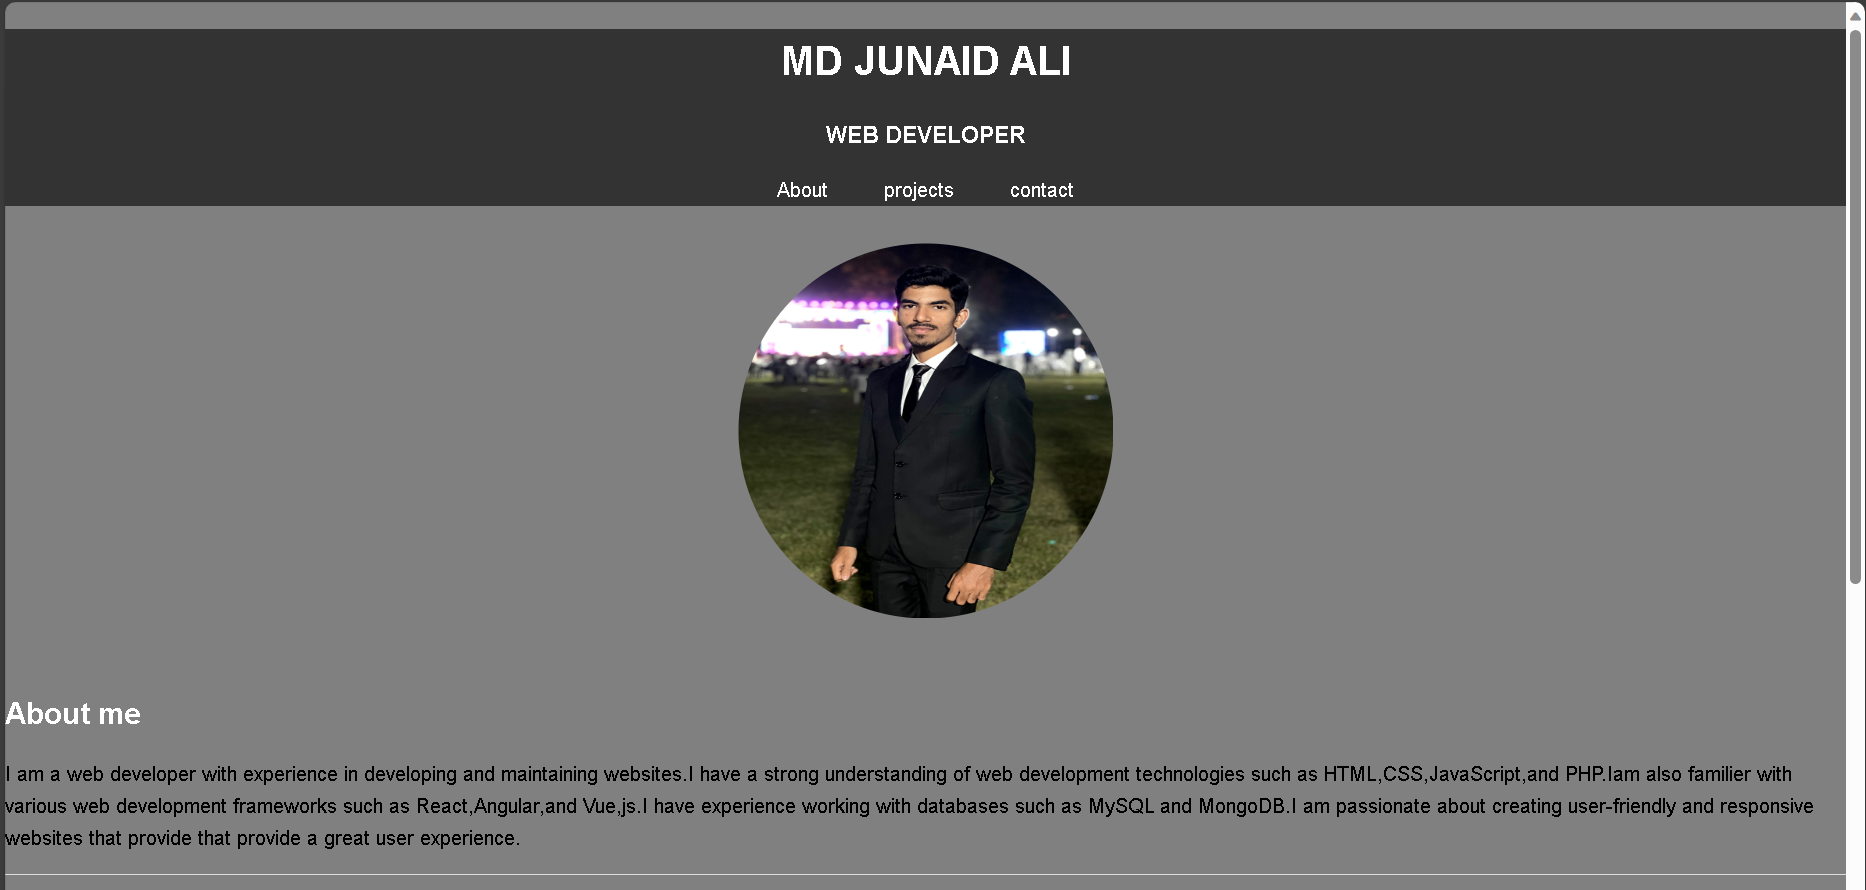 MD JUNAID ALI
WEB DEVELOPER
About projects contact
About me
I am a web developer with experience in developing and maintaining websites.I have a strong understanding of web development technologies such as HTML,CSS,JavaScript,and PHP.Iam also familier with
various web development frameworks such as React,Angular,and Vue,js.I have experience working with databases such as MySQL and MongoDB.I am passionate about creating user-friendly and responsive
websites that provide that provide a great user experience.